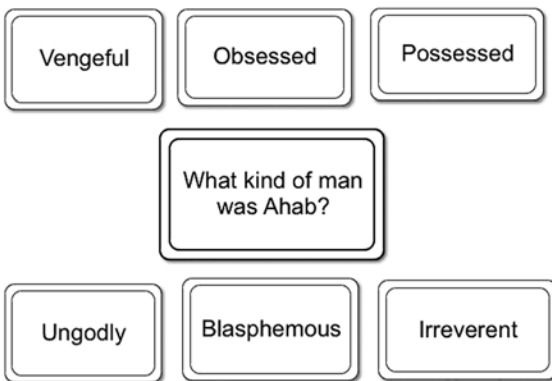 Vengeful
Obsessed
Possessed
What kind of man
was Ahab?
Ungodly
Blasphemous
Irreverent